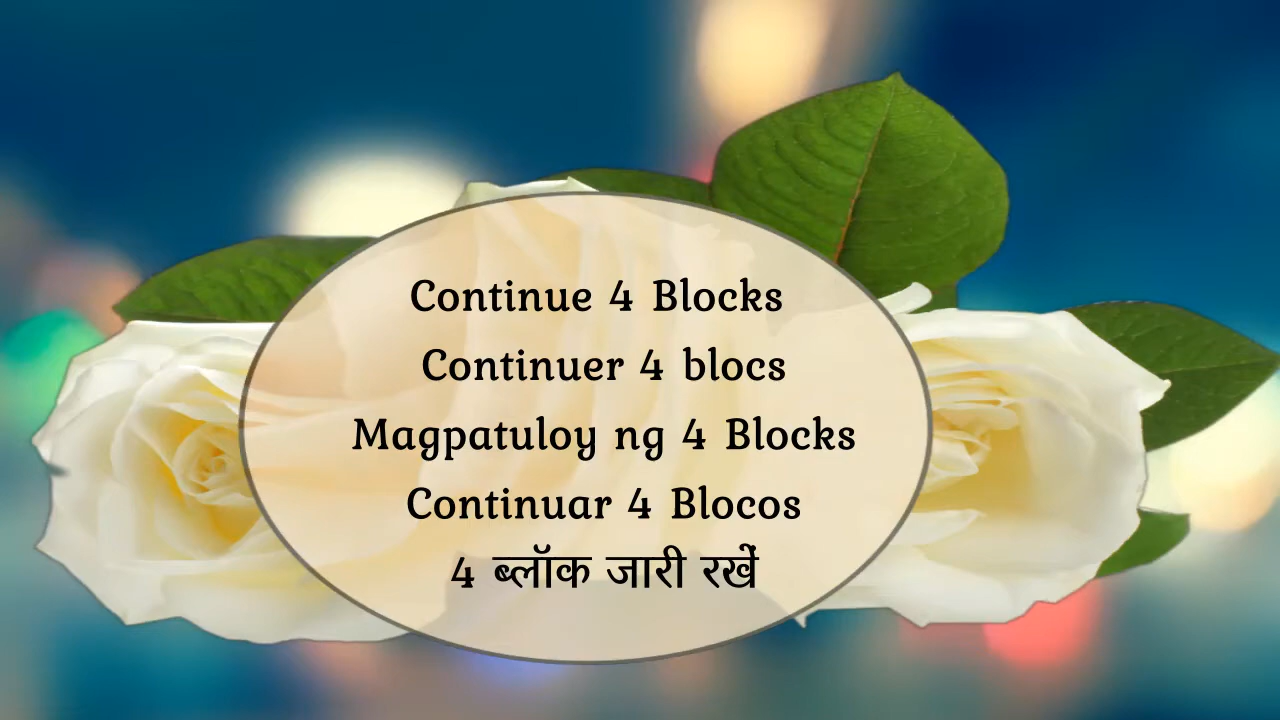 Continue 4 Blocks
Continuer 4 blocs
Magpatuloy ng 4 Blocks
Continuar 4 Blocos
4 ब्लॉक जारी रखें